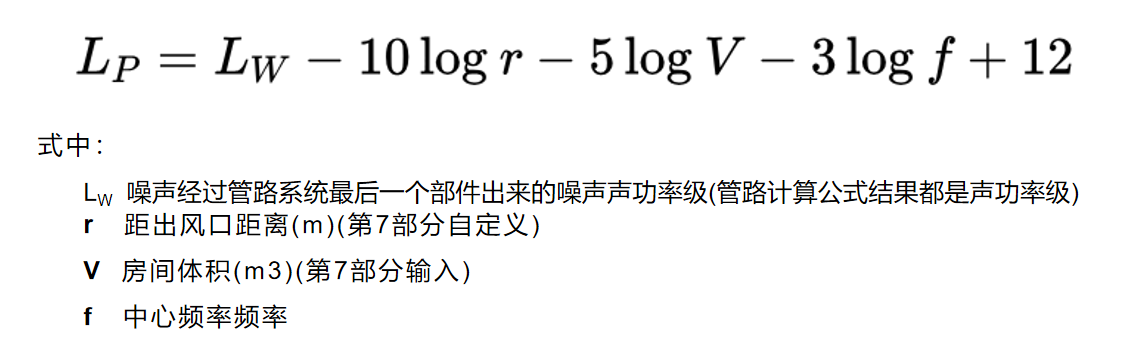 L_P = L_W − 10 log r − 5 log V − 3 log f + 12
式中：
L_W 噪声经过管路系统最后一个部件出来的噪声声功率级(管路计算公式结果都是声功率级)
r 距出风口距离(m)(第7部分自定义)
V 房间体积(m3)(第7部分输入)
f 中心频率频率